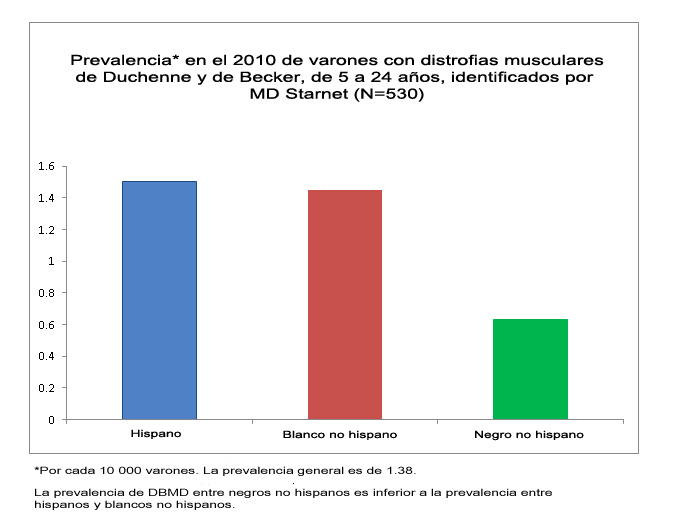 Prevalencia* en el 2010 de varones con distrofias musculares
de Duchenne y de Becker, de 5 a 24 años, identificados por
MD Starnet (N=530)
1.6
1.4
1.2
1
0.8
0.6
0.4
0.2
0
Hispano
Blanco no hispano
Negro no hispano
*Por cada 10 000 varones. La prevalencia general es de 1.38.
La prevalencia de DBMD entre negros no hispanos es inferior a la prevalencia entre
hispanos y blancos no hispanos.